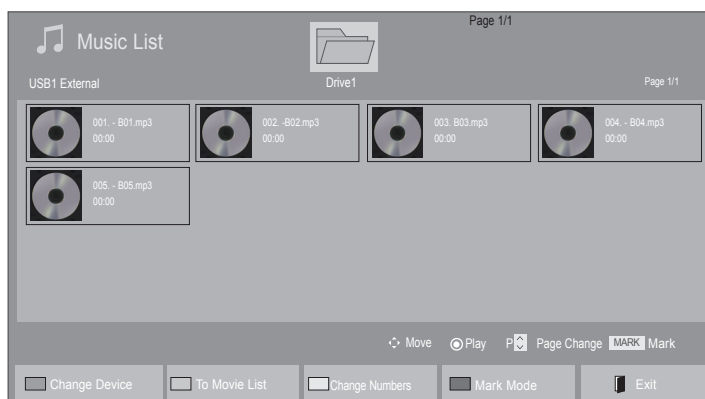 Page 1/1
Music List
USB1 External
Drive1
Page 1/1
001. - B01.mp3
00:00
002. -B02.mp3
00:00
003. B03.mp3
00:00
004. - B04.mp3
00:00
005. - B05.mp3
00:00
Move
Play
P Page Change
MARK Mark
Change Device
To Movie List
Change Numbers
Mark Mode
Exit